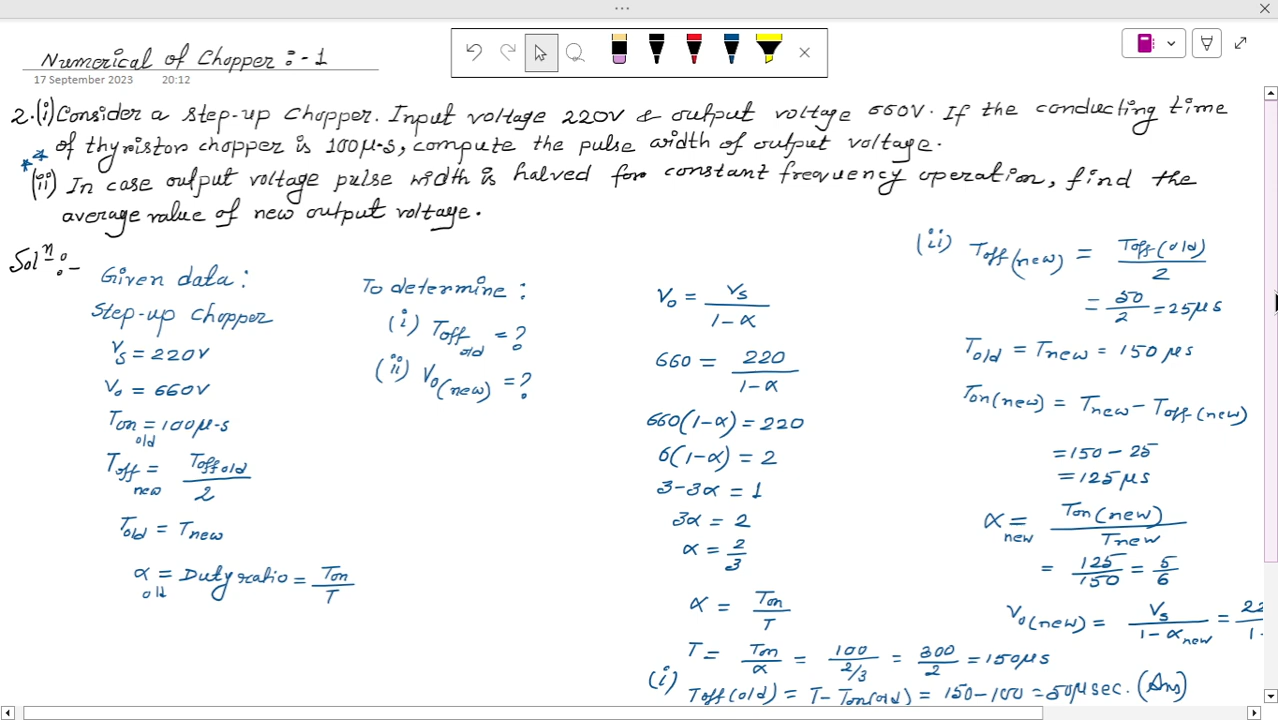 Numerical of Chopper :-1
17 September 2023 20:12
2.(i) Consider a step-up Chopper. Input voltage 220V & output voltage 660V. If the conducting time
of thyristor chopper is 100μ-s, compute the pulse width of output voltage.
(ii) In case output voltage pulse width is halved for constant frequency operation, find the
average value of new output voltage.
Solⁿ:-
Given data:
Step-up chopper
Vs = 220V
Vo = 660V
Ton old = 100μ-s
Toff new = Toff old / 2
Told = Tnew
α old = Duty ratio = Ton / T
To determine:
(i) Toff old = ?
(ii) Vo(new) = ?
Vo = Vs / 1-α
660 = 220 / 1-α
660(1-α) = 220
6(1-α) = 2
3-3α = 1
3α = 2
α = 2/3
α = Ton / T
T = Ton / α = 100 / 2/3 = 300 / 2 = 150μs
(i) Toff(old) = T-Ton(old) = 150-100 = 50μsec. (Ans)
(ii) Toff(new) = Toff(old) / 2
= 50 / 2 = 25μs
Told = Tnew = 150μs
Ton(new) = Tnew - Toff(new)
= 150 - 25
= 125μs
α new = Ton(new) / Tnew
= 125 / 150 = 5 / 6
Vo(new) = Vs / 1-αnew =